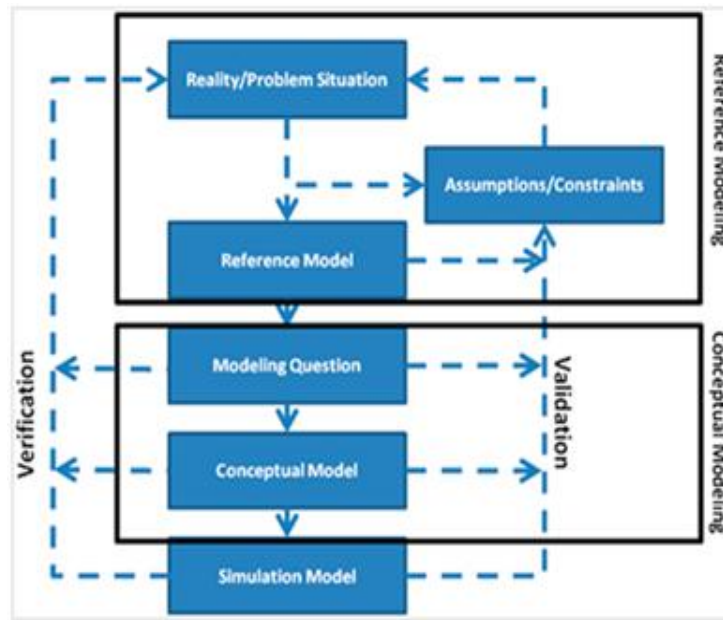 Reality/Problem Situation
Assumptions/Constraints
Reference Model
Reference Modeling
Modeling Question
Conceptual Model
Simulation Model
Conceptual Modeling
Verification
Validation